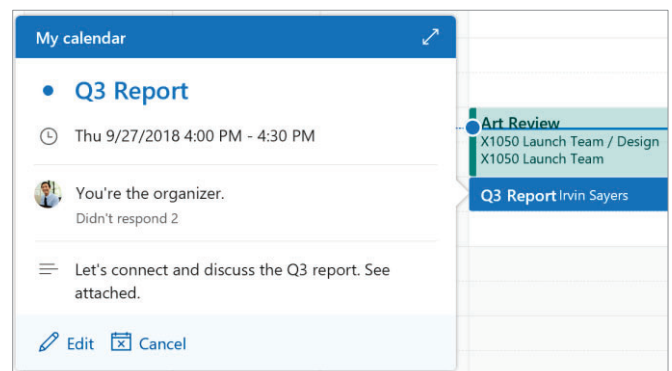 My calendar
Q3 Report
Thu 9/27/2018 4:00 PM - 4:30 PM
You're the organizer.
Didn't respond 2
Let's connect and discuss the Q3 report. See
attached.
Edit Cancel
Art Review
X1050 Launch Team / Design
X1050 Launch Team
Q3 Report Irvin Sayers